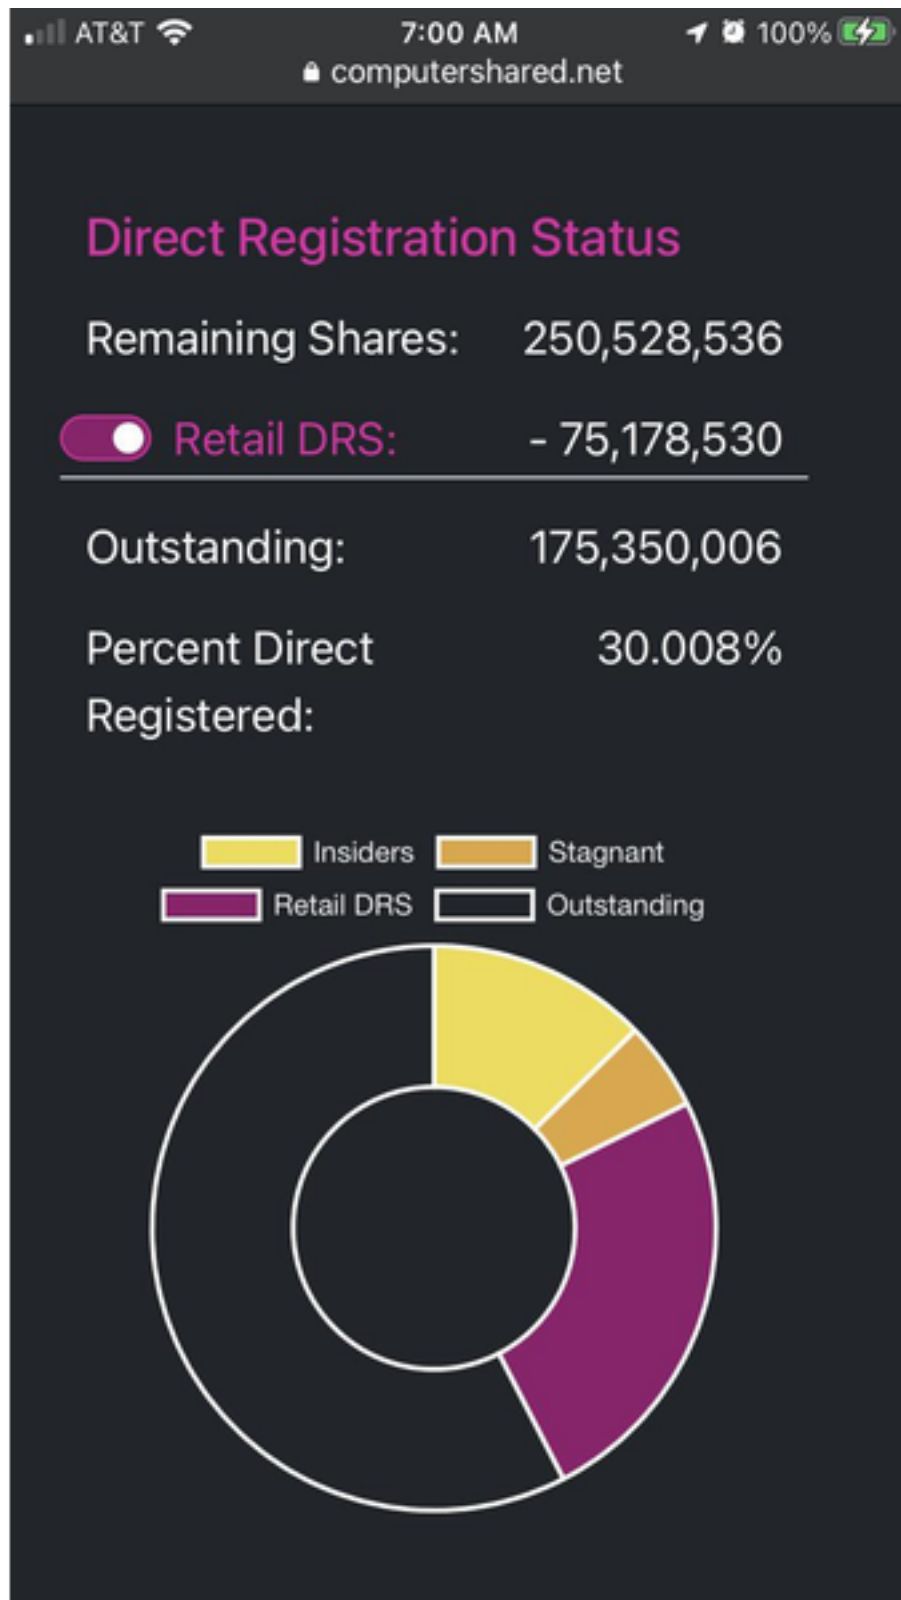 AT&T 7:00 AM 100%
computershared.net
Direct Registration Status
Remaining Shares: 250,528,536
Retail DRS: - 75,178,530
Outstanding: 175,350,006
Percent Direct 30.008%
Registered:
Insiders Stagnant
Retail DRS Outstanding